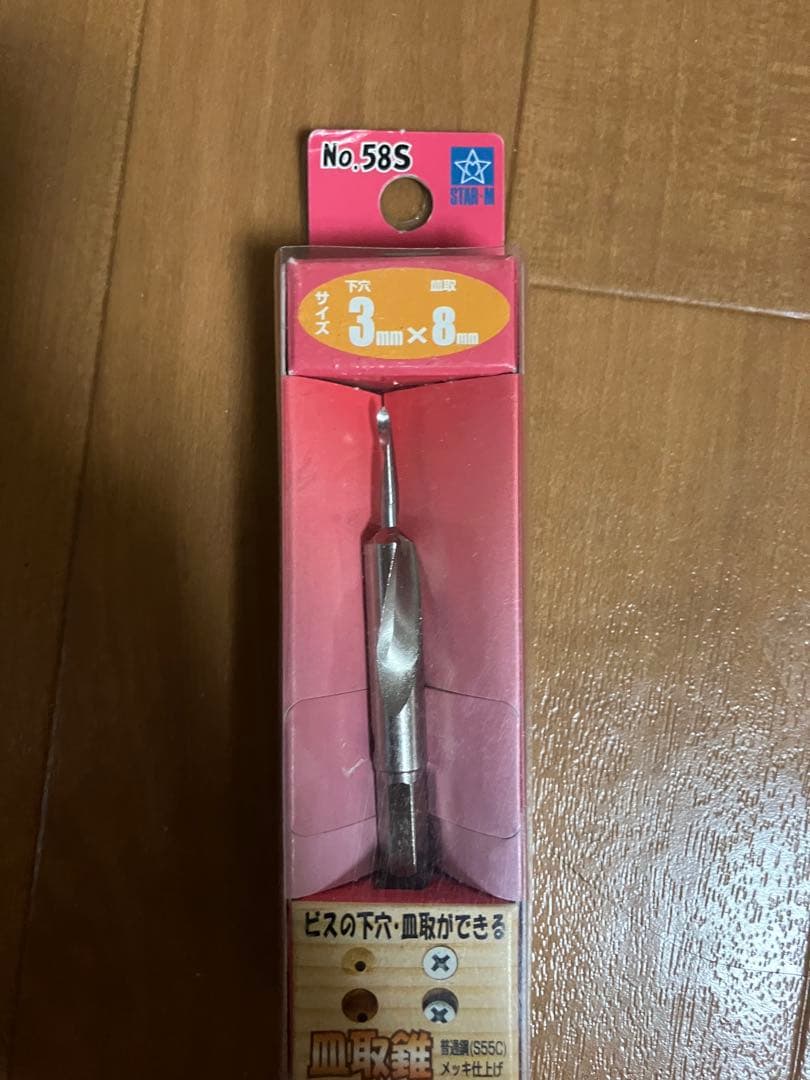 No.58S
STAR-M
サイズ
下穴 皿取
3mm×8mm
ビスの下穴・皿取ができる
皿取錐
普通鋼(S55C)
メッキ仕上げ